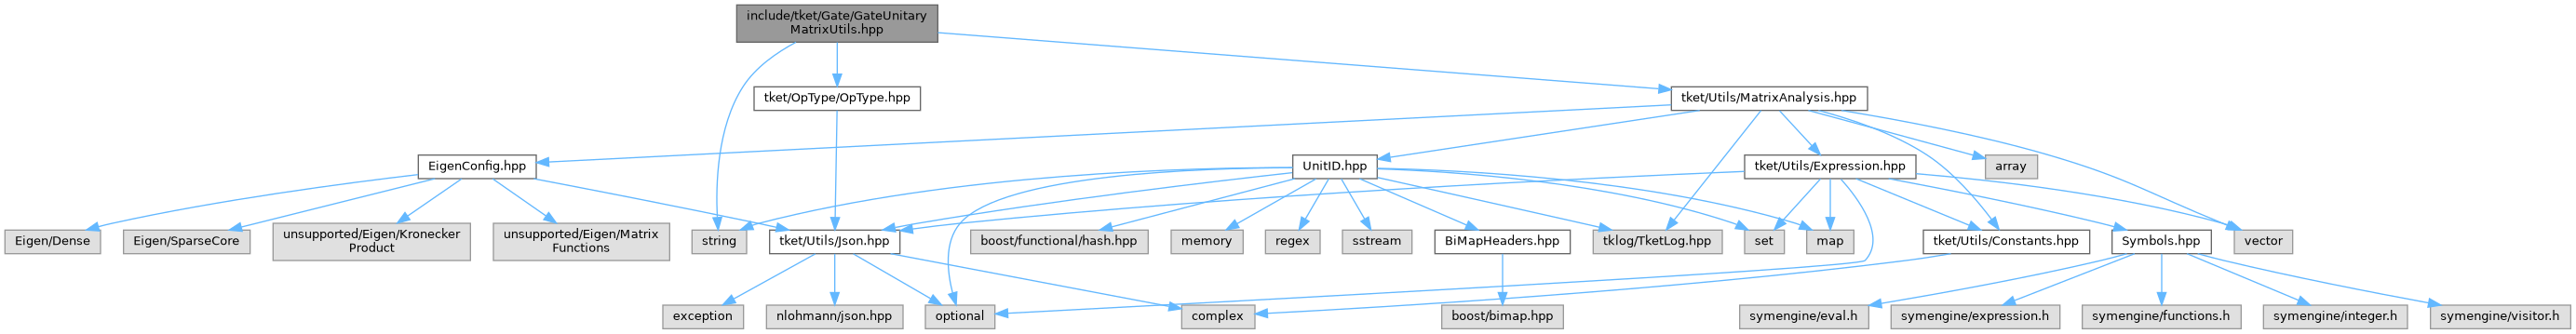 include/tket/Gate/GateUnitary
MatrixUtils.hpp
tket/OpType/OpType.hpp
tket/Utils/MatrixAnalysis.hpp
EigenConfig.hpp
UnitID.hpp
tket/Utils/Expression.hpp
array
Eigen/Dense
Eigen/SparseCore
unsupported/Eigen/Kronecker
Product
unsupported/Eigen/Matrix
Functions
string
tket/Utils/Json.hpp
boost/functional/hash.hpp
memory
regex
sstream
BiMapHeaders.hpp
tklog/TketLog.hpp
set
map
tket/Utils/Constants.hpp
Symbols.hpp
vector
exception
nlohmann/json.hpp
optional
complex
boost/bimap.hpp
symengine/eval.h
symengine/expression.h
symengine/functions.h
symengine/integer.h
symengine/visitor.h